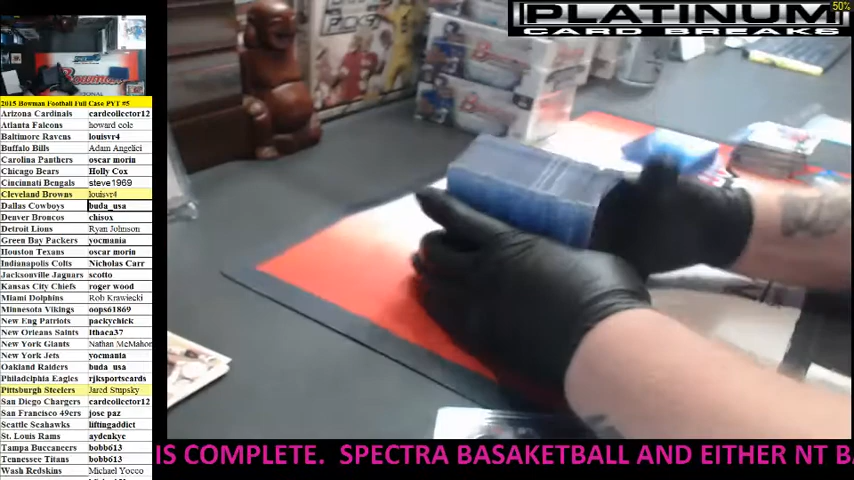 50%
PLATINUM
CARD BREAKS
2015 Bowman Football Full Case PYT #5
Arizona Cardinals cardcollector12
Atlanta Falcons howard cole
Baltimore Ravens louisvr4
Buffalo Bills Adam Angelici
Carolina Panthers oscar morin
Chicago Bears Holly Cox
Cincinnati Bengals steve1969
Cleveland Browns louisvr4
Dallas Cowboys buda_usa
Denver Broncos chisox
Detroit Lions Ryan Johnson
Green Bay Packers yocmania
Houston Texans oscar morin
Indianapolis Colts Nicholas Carr
Jacksonville Jaguars scotto
Kansas City Chiefs roger wood
Miami Dolphins Rob Krawiecki
Minnesota Vikings oops61869
New Eng Patriots packychick
New Orleans Saints Ithaca37
New York Giants Nathan McMahon
New York Jets yocmania
Oakland Raiders buda_usa
Philadelphia Eagles rjksportscards
Pittsburgh Steelers Jared Stupsky
San Diego Chargers cardcollector12
San Francisco 49ers jose paz
Seattle Seahawks liftingaddict
St. Louis Rams aydenkye
Tampa Buccaneers bobb613
Tennessee Titans bobb613
Wash Redskins Michael Yocco
IS COMPLETE. SPECTRA BASAKETBALL AND EITHER NT BA